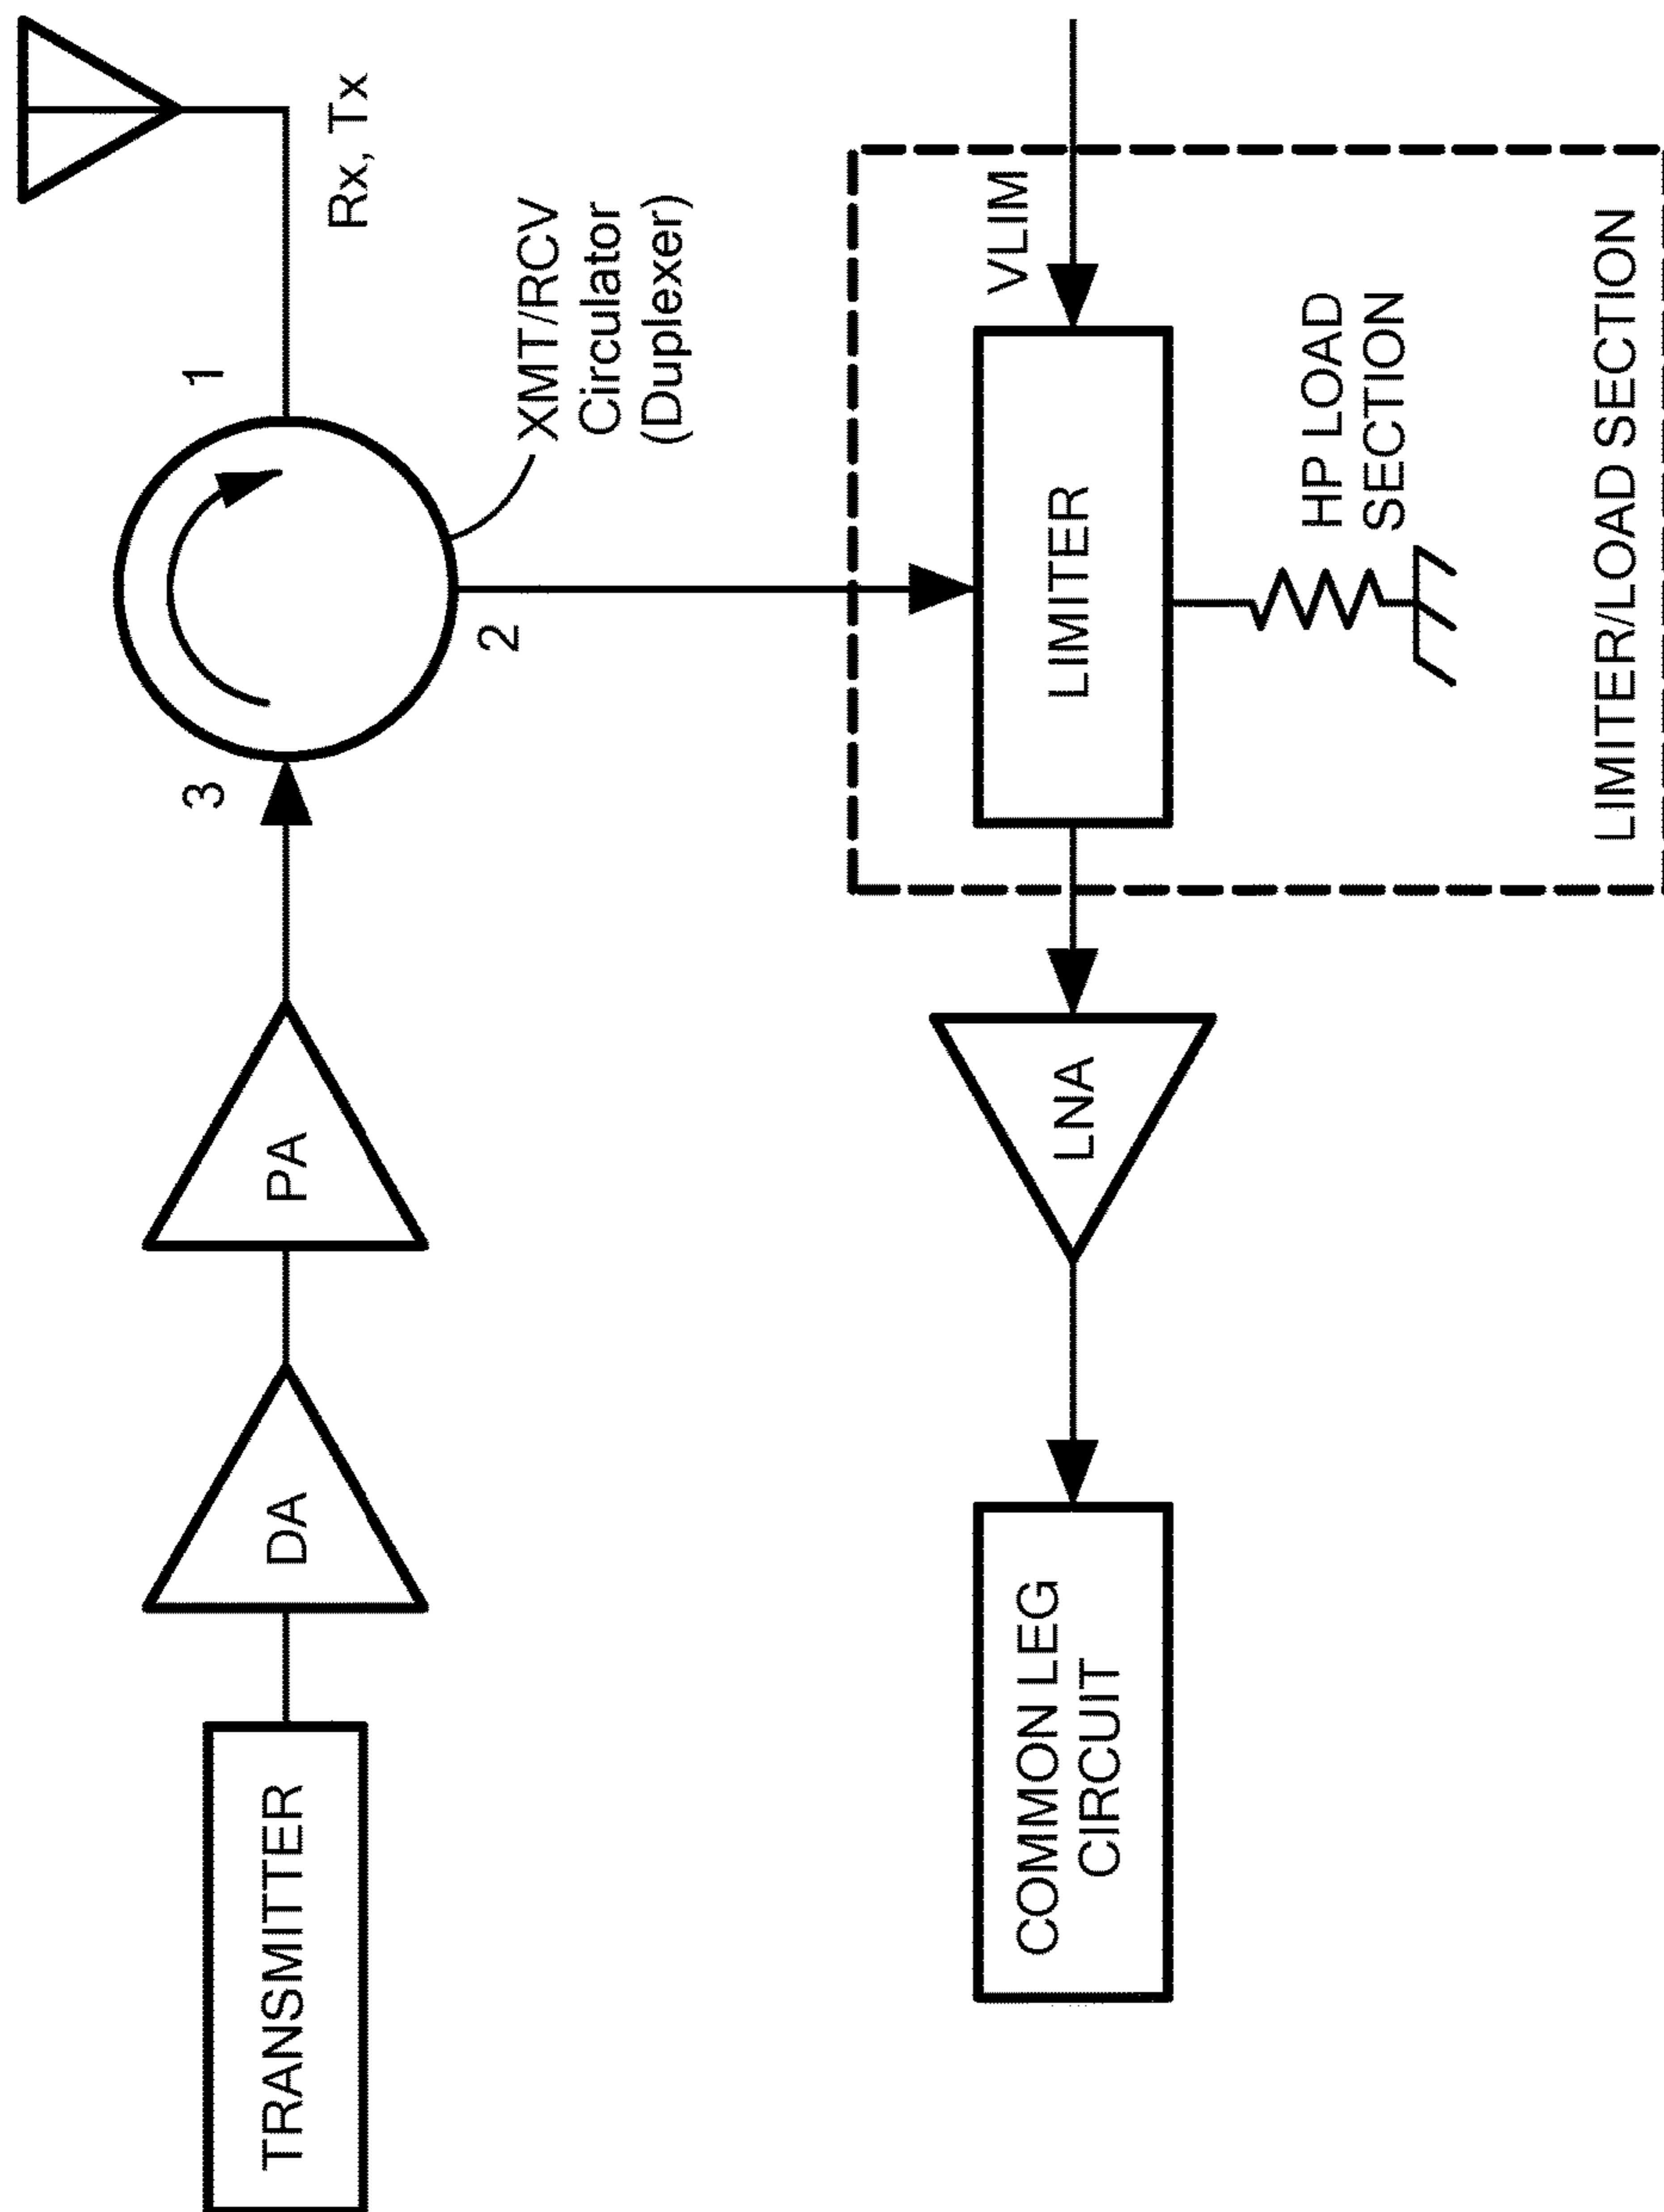 TRANSMITTER
DA
PA
3
1
2
Rx, Tx
XMT/RCV
Circulator
(Duplexer)
COMMON LEG
CIRCUIT
LNA
LIMITER
VLIM
HP LOAD
SECTION
LIMITER/LOAD SECTION